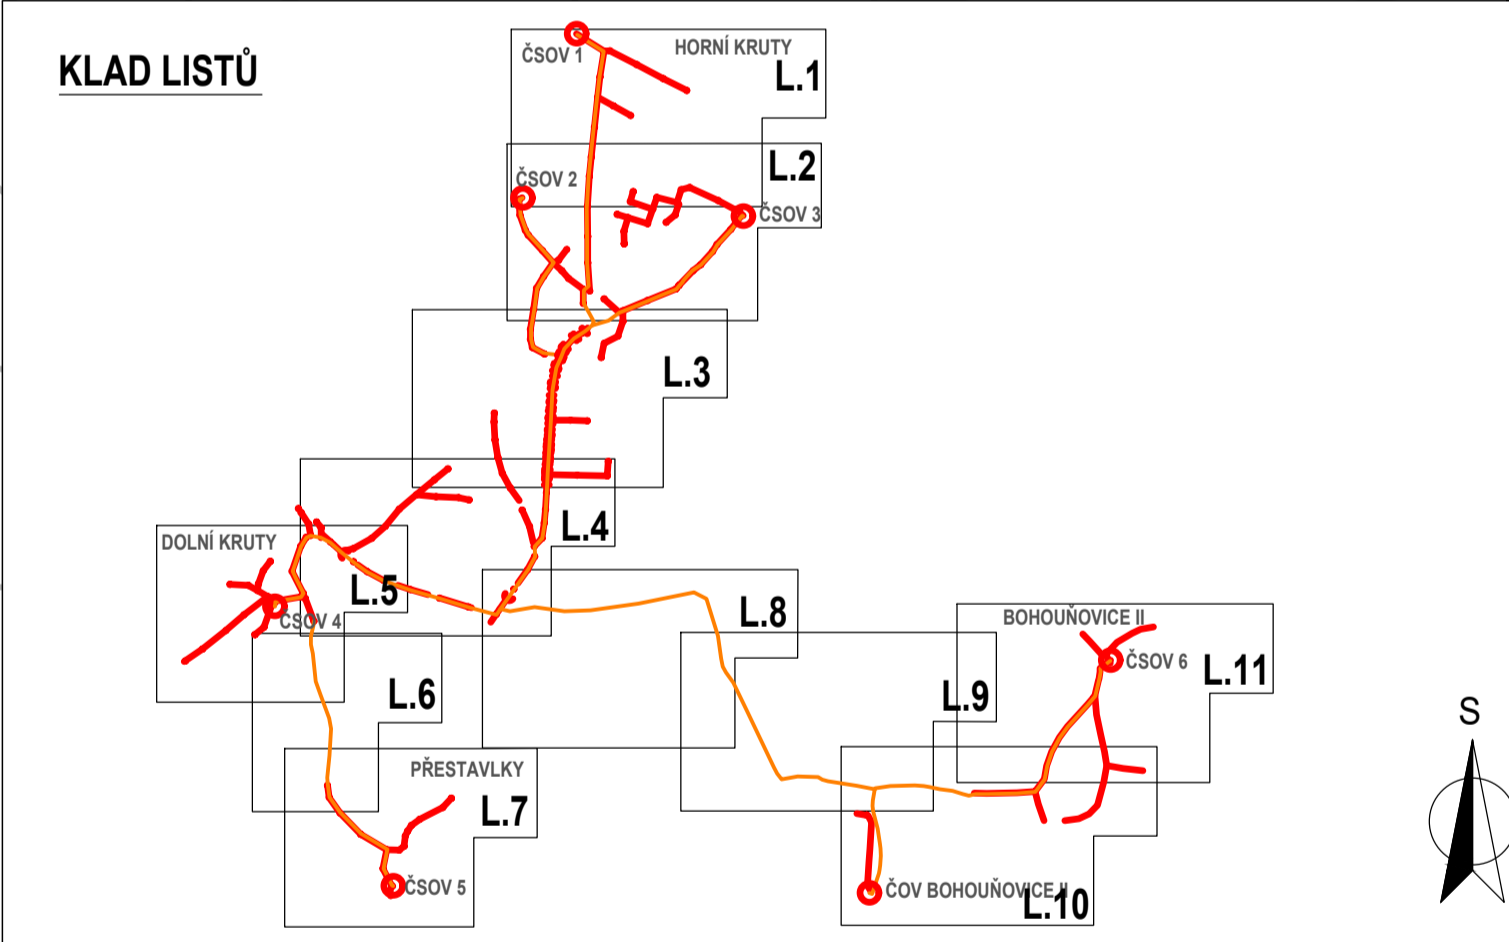 KLAD LISTŮ
ČSOV 1
HORNÍ KRUTY
L.1
ČSOV 2
L.2
ČSOV 3
L.3
L.4
DOLNÍ KRUTY
L.5
ČSOV 4
L.6
L.8
BOHOUŇOVICE II
ČSOV 6
L.11
L.9
PŘESTAVLKY
L.7
ČSOV 5
ČOV BOHOUŇOVICE II
L.10
S